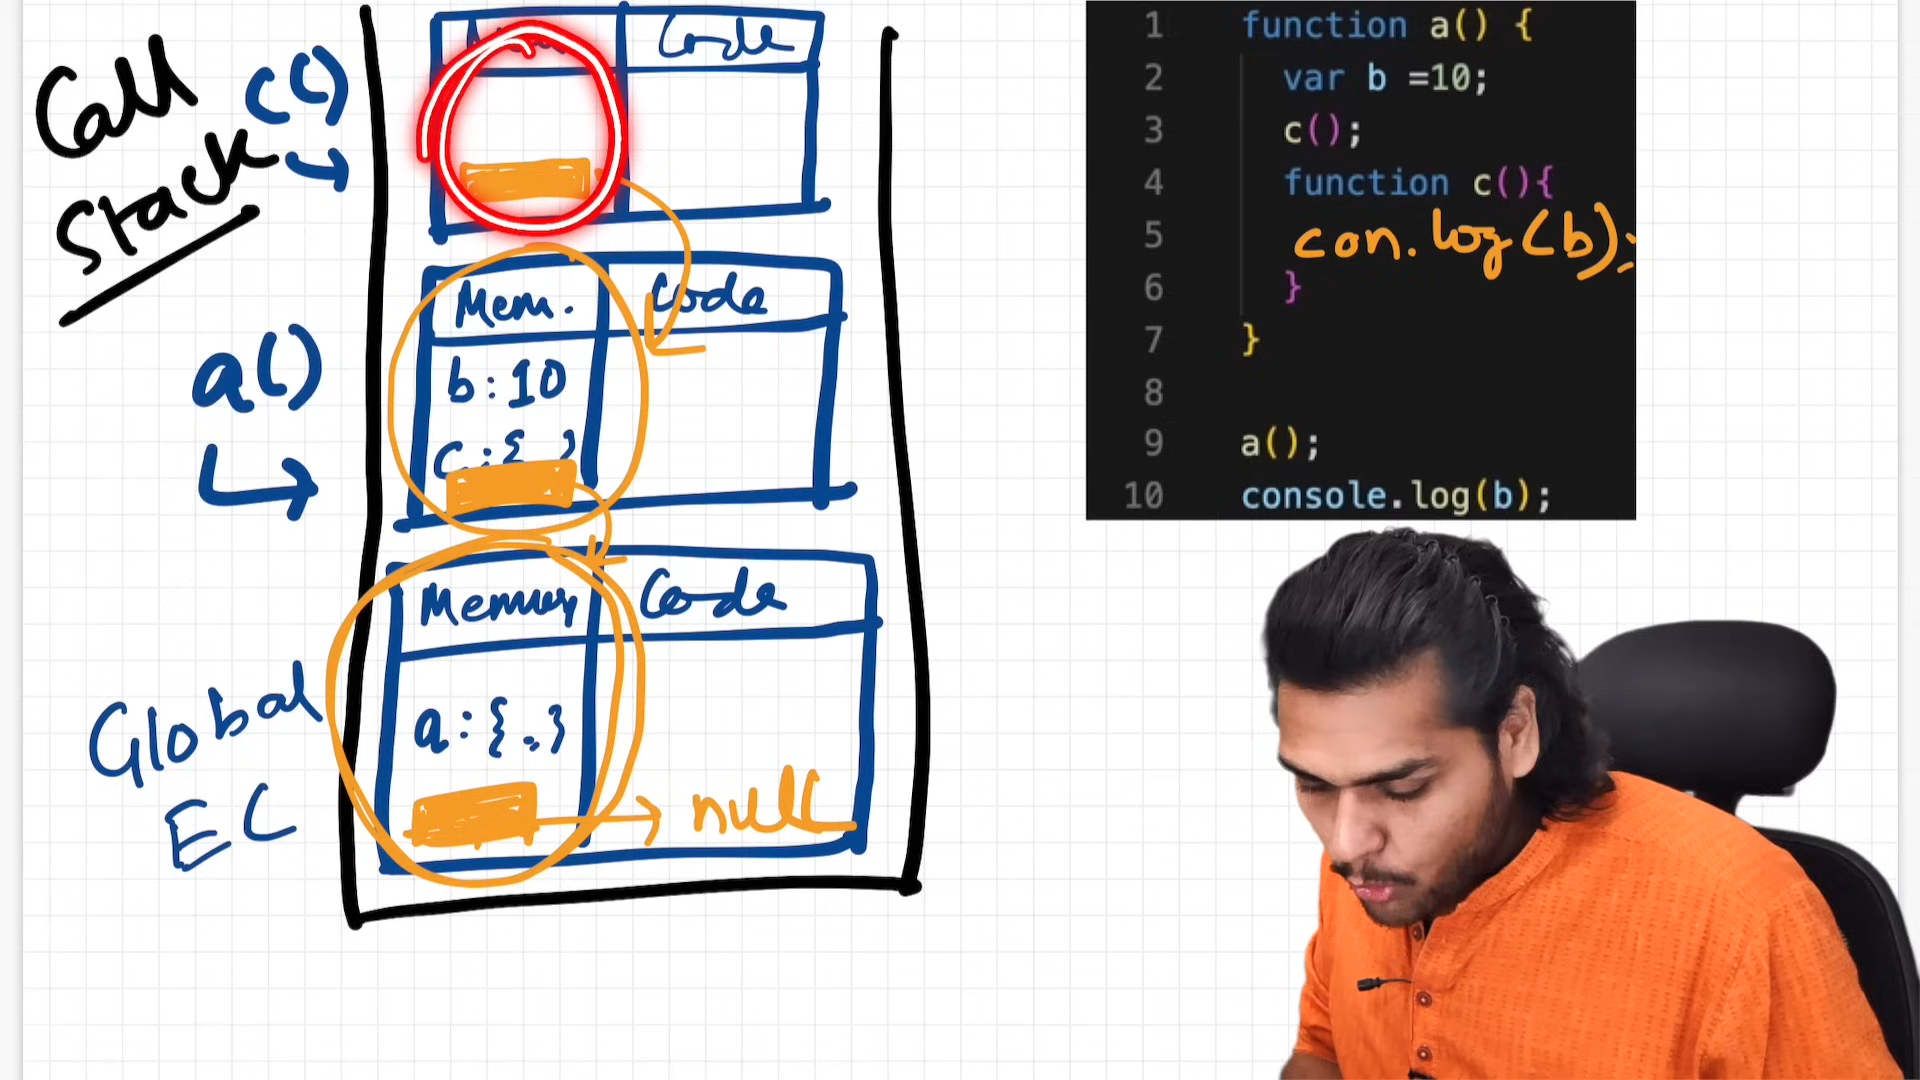 Call
Stack
c()
Code
a()
Mem.
Code
b:10
c:{
Global
EC
Memory
Code
a:{..}
null
1 function a() {
2 var b =10;
3 c();
4 function c(){
5 con.log(b);
6 }
7 }
8
9 a();
10 console.log(b);